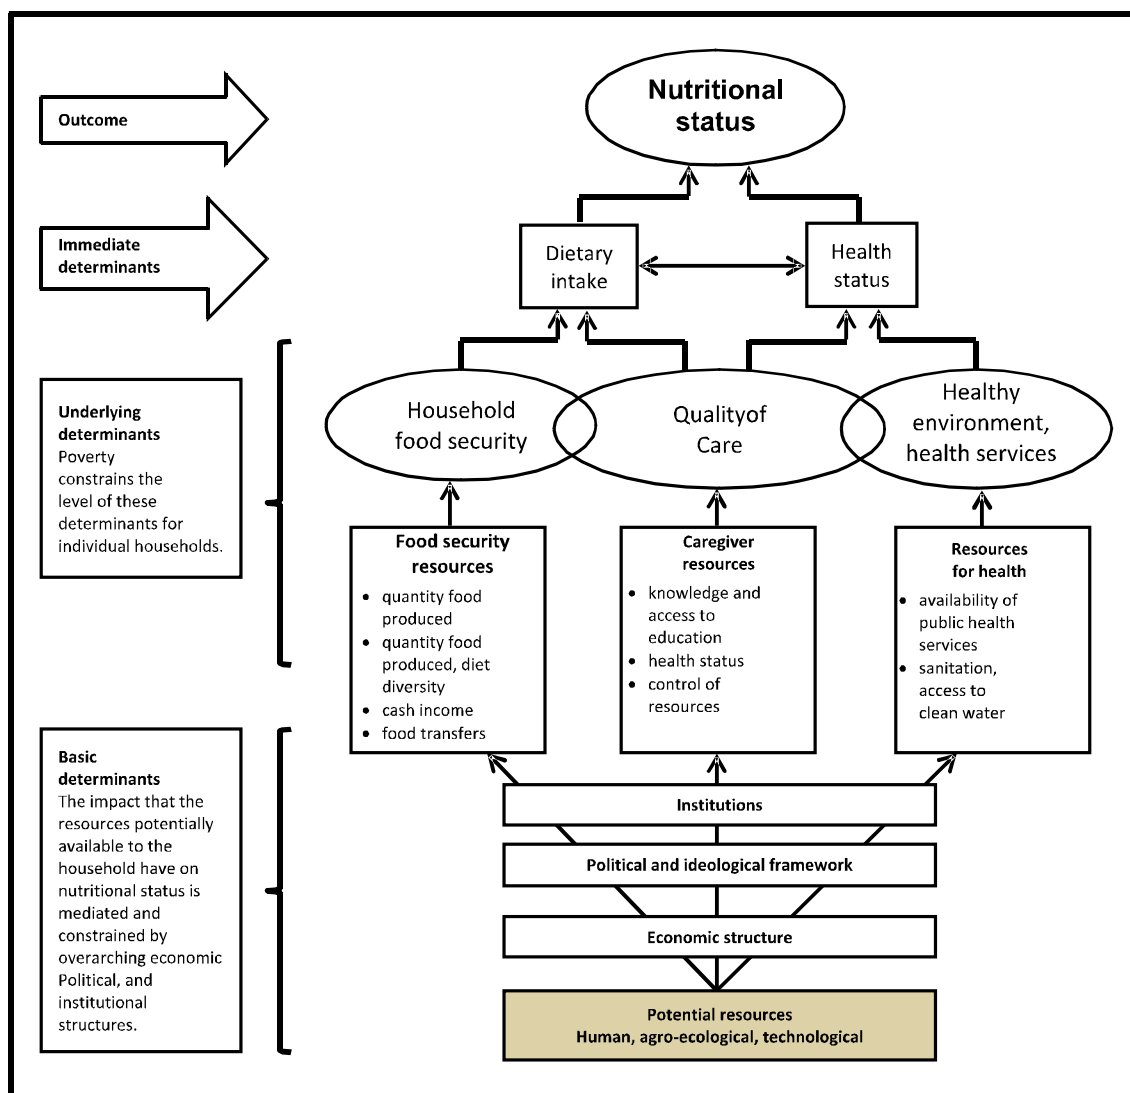 Nutritional
status
Outcome
Immediate
determinants
Dietary
intake
Health
status
Underlying
determinants
Poverty
constrains the
level of these
determinants for
individual households.
Household
food security
Qualityof
Care
Healthy
environment,
health services
Food security
resources
• quantity food
produced
• quantity food
produced, diet
diversity
• cash income
• food transfers
Caregiver
resources
• knowledge and
access to
education
• health status
• control of
resources
Resources
for health
• availability of
public health
services
• sanitation,
access to
clean water
Basic
determinants
The impact that the
resources potentially
available to the
household have on
nutritional status is
mediated and
constrained by
overarching economic
Political, and
institutional
structures.
Institutions
Political and ideological framework
Economic structure
Potential resources
Human, agro-ecological, technological